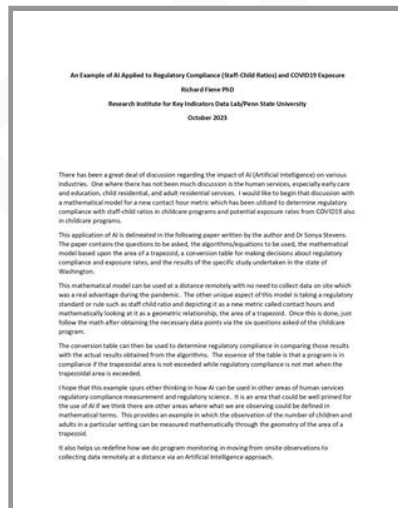 An Example of AI Applied to Regulatory Compliance (Staff-Child Ratios) and COVID19 Exposure
Richard Fiene PhD
Research Institute for Key Indicators Data Lab/Penn State University
October 2023
There has been a great deal of discussion regarding the impact of AI (Artificial Intelligence) on various
industries. One where there has not been much discussion is the human services, especially early care
and education, child residential, and adult residential services. I would like to begin that discussion with
a mathematical model for a new contact hour metric which has been utilized to determine regulatory
compliance with staff-child ratios in childcare programs and potential exposure rates from COVID19 also
in childcare programs.
This application of AI is delineated in the following paper written by the author and Dr Sonya Stevens.
The paper contains the questions to be asked, the algorithms/equations to be used, the mathematical
model based upon the area of a trapezoid, a conversion table for making decisions about regulatory
compliance and exposure rates, and the results of the specific study undertaken in the state of
Washington.
This mathematical model can be used at a distance remotely with no need to collect data on site which
was a real advantage during the pandemic. The other unique aspect of this model is taking a regulatory
standard or rule such as staff child ratio and depicting it as a new metric called contact hours and
mathematically looking at it as a geometric relationship, the area of a trapezoid. Once this is done, just
follow the math after obtaining the necessary data points via the six questions asked of the childcare
program.
The conversion table can then be used to determine regulatory compliance in comparing those results
with the actual results obtained from the algorithms. The essence of the table is that a program is in
compliance if the trapezoidal area is not exceeded while regulatory compliance is not met when the
trapezoidal area is exceeded.
I hope that this example spurs other thinking in how AI can be used in other areas of human services
regulatory compliance measurement and regulatory science. It is an area that could be well primed for
the use of AI if we think there are other areas where what we are observing could be defined in
mathematical terms. This provides an example in which the observation of the number of children and
adults in a particular setting can be measured mathematically through the geometry of the area of a
trapezoid.
It also helps us redefine how we do program monitoring in moving from onsite observations to
collecting data remotely at a distance via an Artificial Intelligence approach.